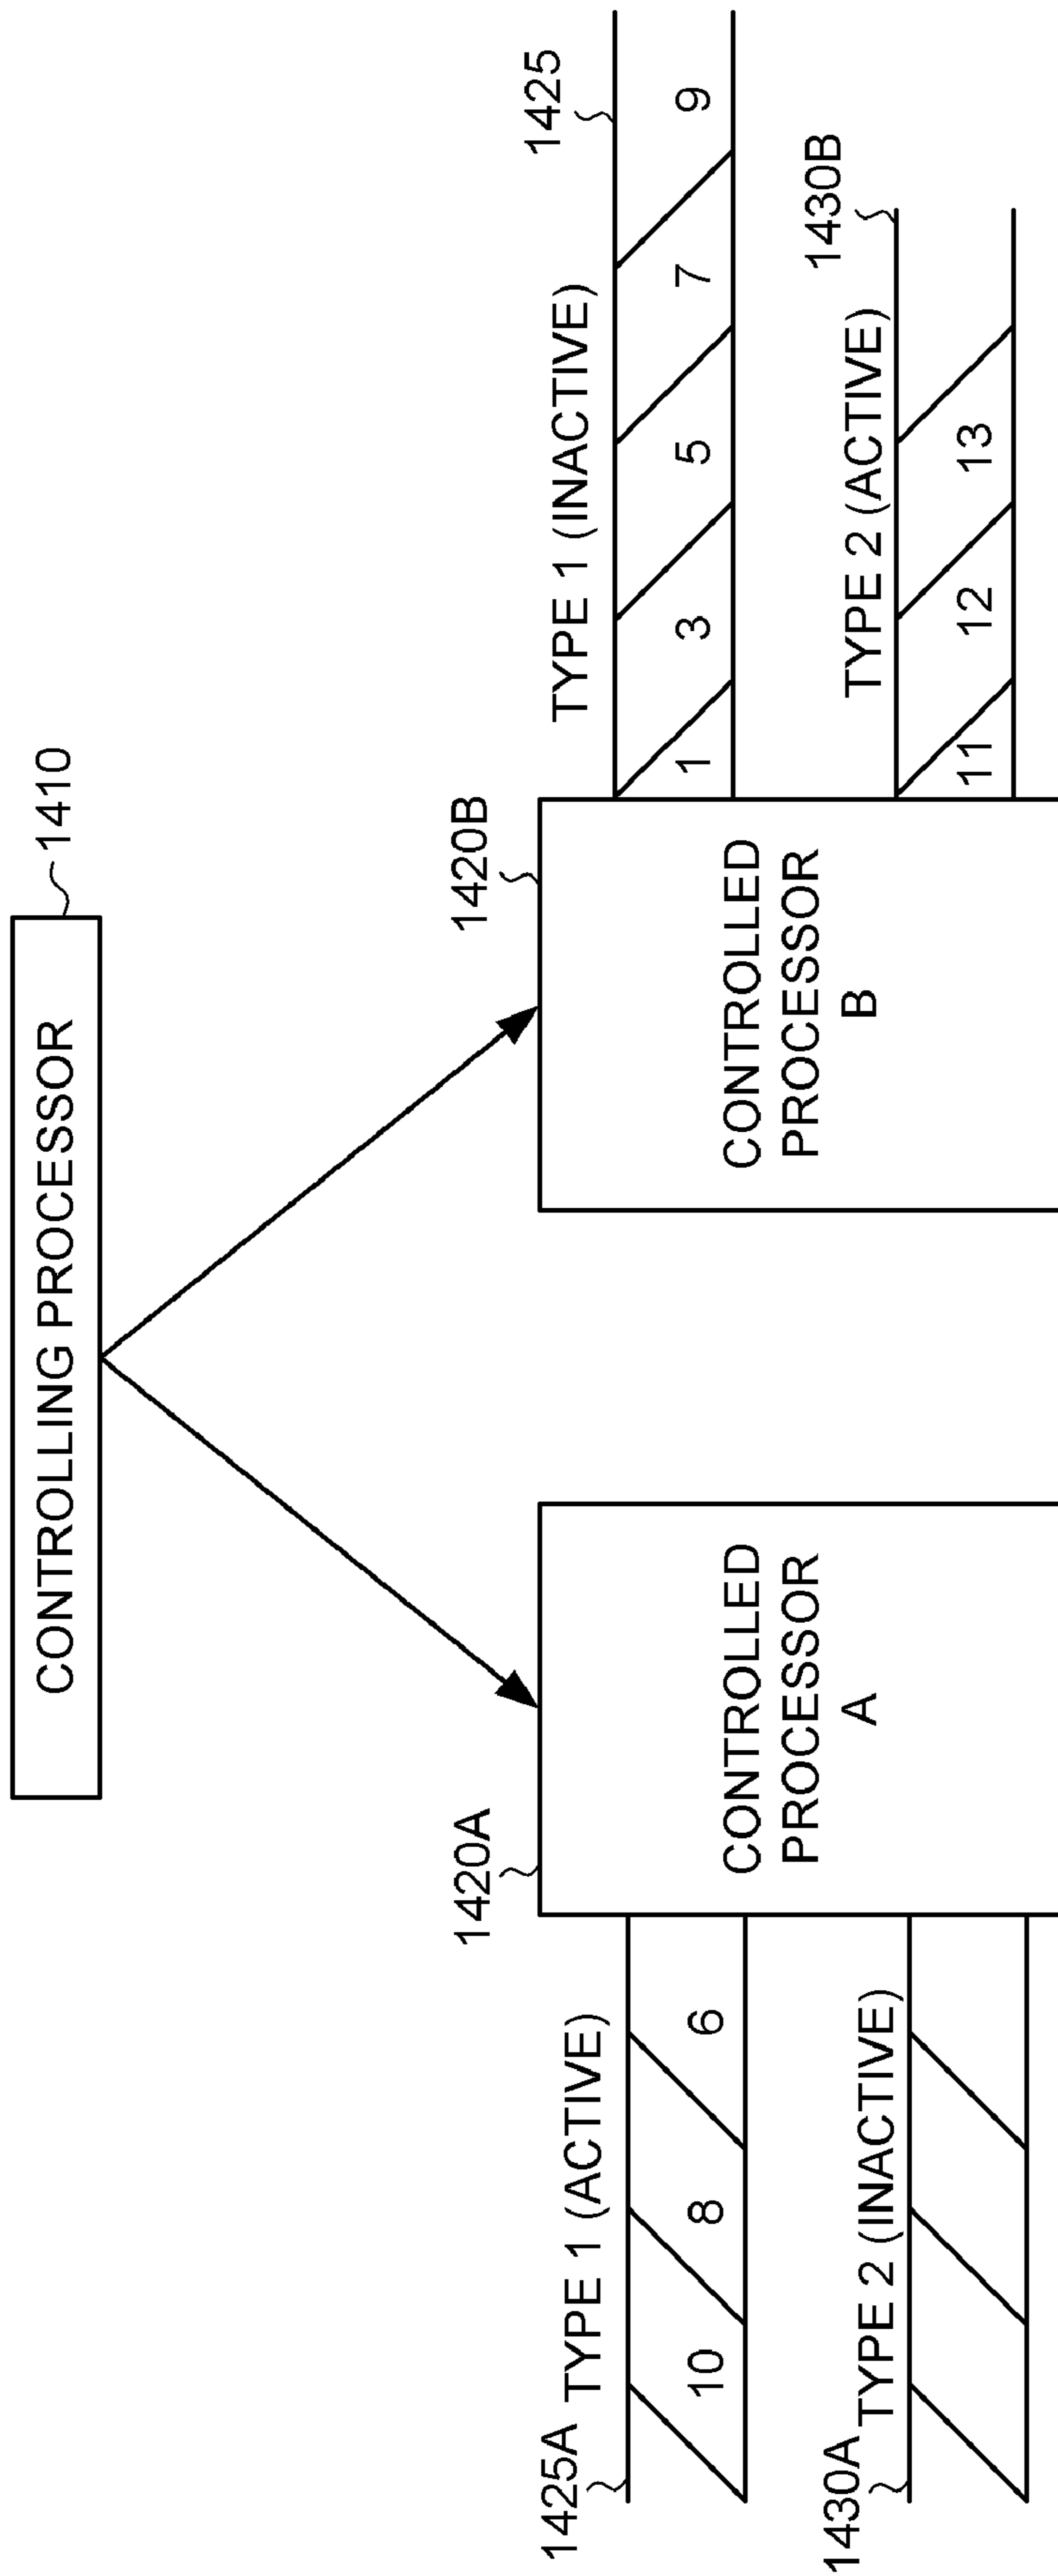 CONTROLLING PROCESSOR
1410
1420A
1420B
1425A
TYPE 1 (ACTIVE)
10 8 6
CONTROLLED
PROCESSOR
A
1430A
TYPE 2 (INACTIVE)
CONTROLLED
PROCESSOR
B
TYPE 1 (INACTIVE)
1425
1 3 5 7 9
TYPE 2 (ACTIVE)
1430B
11 12 13